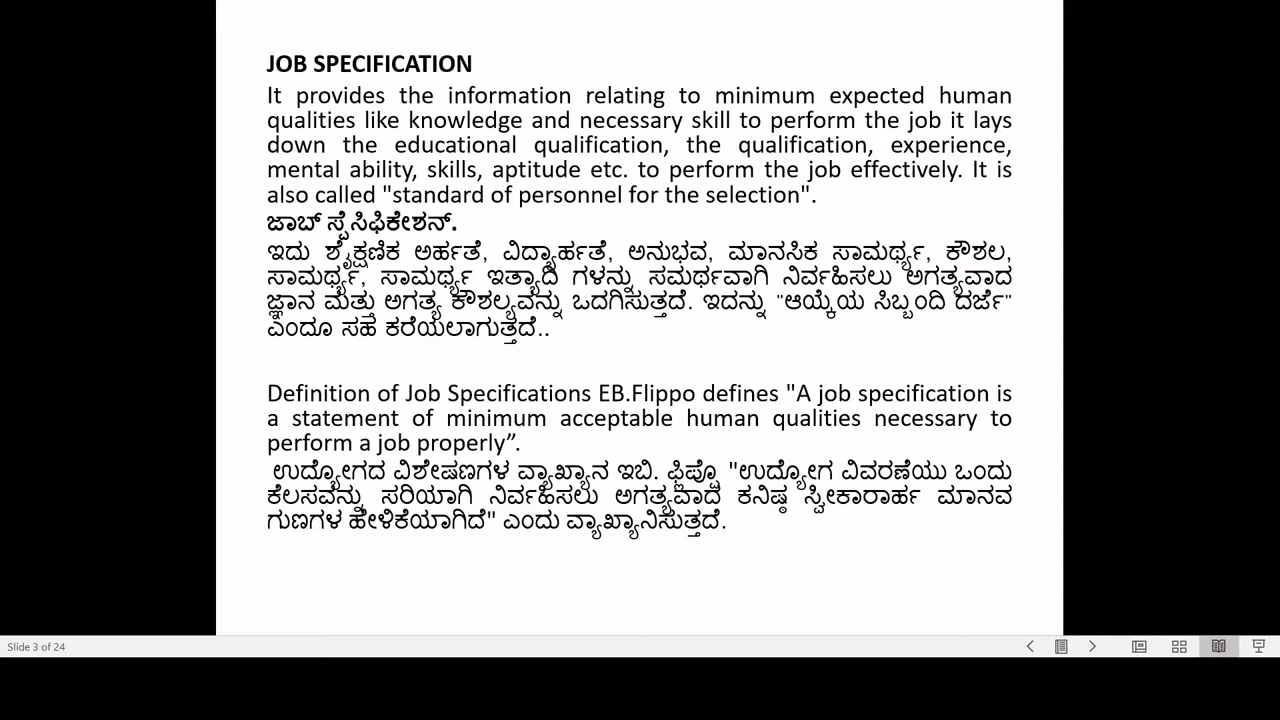 JOB SPECIFICATION
It provides the information relating to minimum expected human
qualities like knowledge and necessary skill to perform the job it lays
down the educational qualification, the qualification, experience,
mental ability, skills, aptitude etc. to perform the job effectively. It is
also called "standard of personnel for the selection".
ಜಾಬ್ ಸ್ಪೆಸಿಫಿಕೇಶನ್.
ಇದು ಶೈಕ್ಷಣಿಕ ಅರ್ಹತೆ, ವಿದ್ಯಾರ್ಹತೆ, ಅನುಭವ, ಮಾನಸಿಕ ಸಾಮರ್ಥ್ಯ, ಕೌಶಲ,
ಸಾಮರ್ಥ್ಯ, ಸಾಮರ್ಥ್ಯ ಇತ್ಯಾದಿ ಗಳನ್ನು ಸಮರ್ಥವಾಗಿ ನಿರ್ವಹಿಸಲು ಅಗತ್ಯವಾದ
ಜ್ಞಾನ ಮತ್ತು ಅಗತ್ಯ ಕೌಶಲ್ಯವನ್ನು ಒದಗಿಸುತ್ತದೆ. ಇದನ್ನು "ಆಯ್ಕೆಯ ಸಿಬ್ಬಂದಿ ದರ್ಜೆ"
ಎಂದೂ ಸಹ ಕರೆಯಲಾಗುತ್ತದೆ..
Definition of Job Specifications EB.Flippo defines "A job specification is
a statement of minimum acceptable human qualities necessary to
perform a job properly”.
ಉದ್ಯೋಗದ ವಿಶೇಷಣಗಳ ವ್ಯಾಖ್ಯಾನ ಇಬಿ. ಫ್ಲಿಪ್ಪೊ "ಉದ್ಯೋಗ ವಿವರಣೆಯು ಒಂದು
ಕೆಲಸವನ್ನು ಸರಿಯಾಗಿ ನಿರ್ವಹಿಸಲು ಅಗತ್ಯವಾದ ಕನಿಷ್ಠ ಸ್ವೀಕಾರಾರ್ಹ ಮಾನವ
ಗುಣಗಳ ಹೇಳಿಕೆಯಾಗಿದೆ" ಎಂದು ವ್ಯಾಖ್ಯಾನಿಸುತ್ತದೆ.
Slide 3 of 24